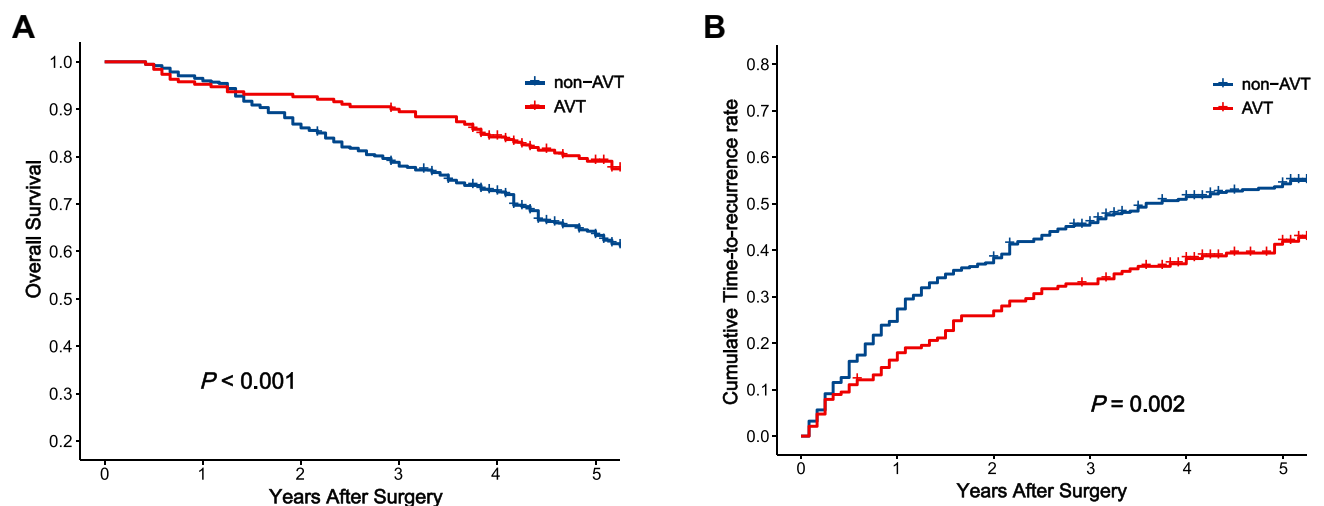 A
Overall Survival
1.0
0.9
0.8
0.7
0.6
0.5
0.4
0.3
0.2
non−AVT
AVT
P < 0.001
0 1 2 3 4 5
Years After Surgery
B
Cumulative Time-to-recurrence rate
0.8
0.7
0.6
0.5
0.4
0.3
0.2
0.1
0.0
non−AVT
AVT
P = 0.002
0 1 2 3 4 5
Years After Surgery